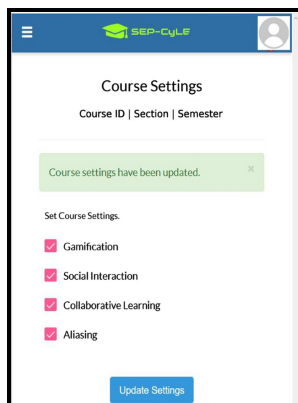 SEP-CyLE
Course Settings
Course ID | Section | Semester
Course settings have been updated.
×
Set Course Settings.
Gamification
Social Interaction
Collaborative Learning
Aliasing
Update Settings